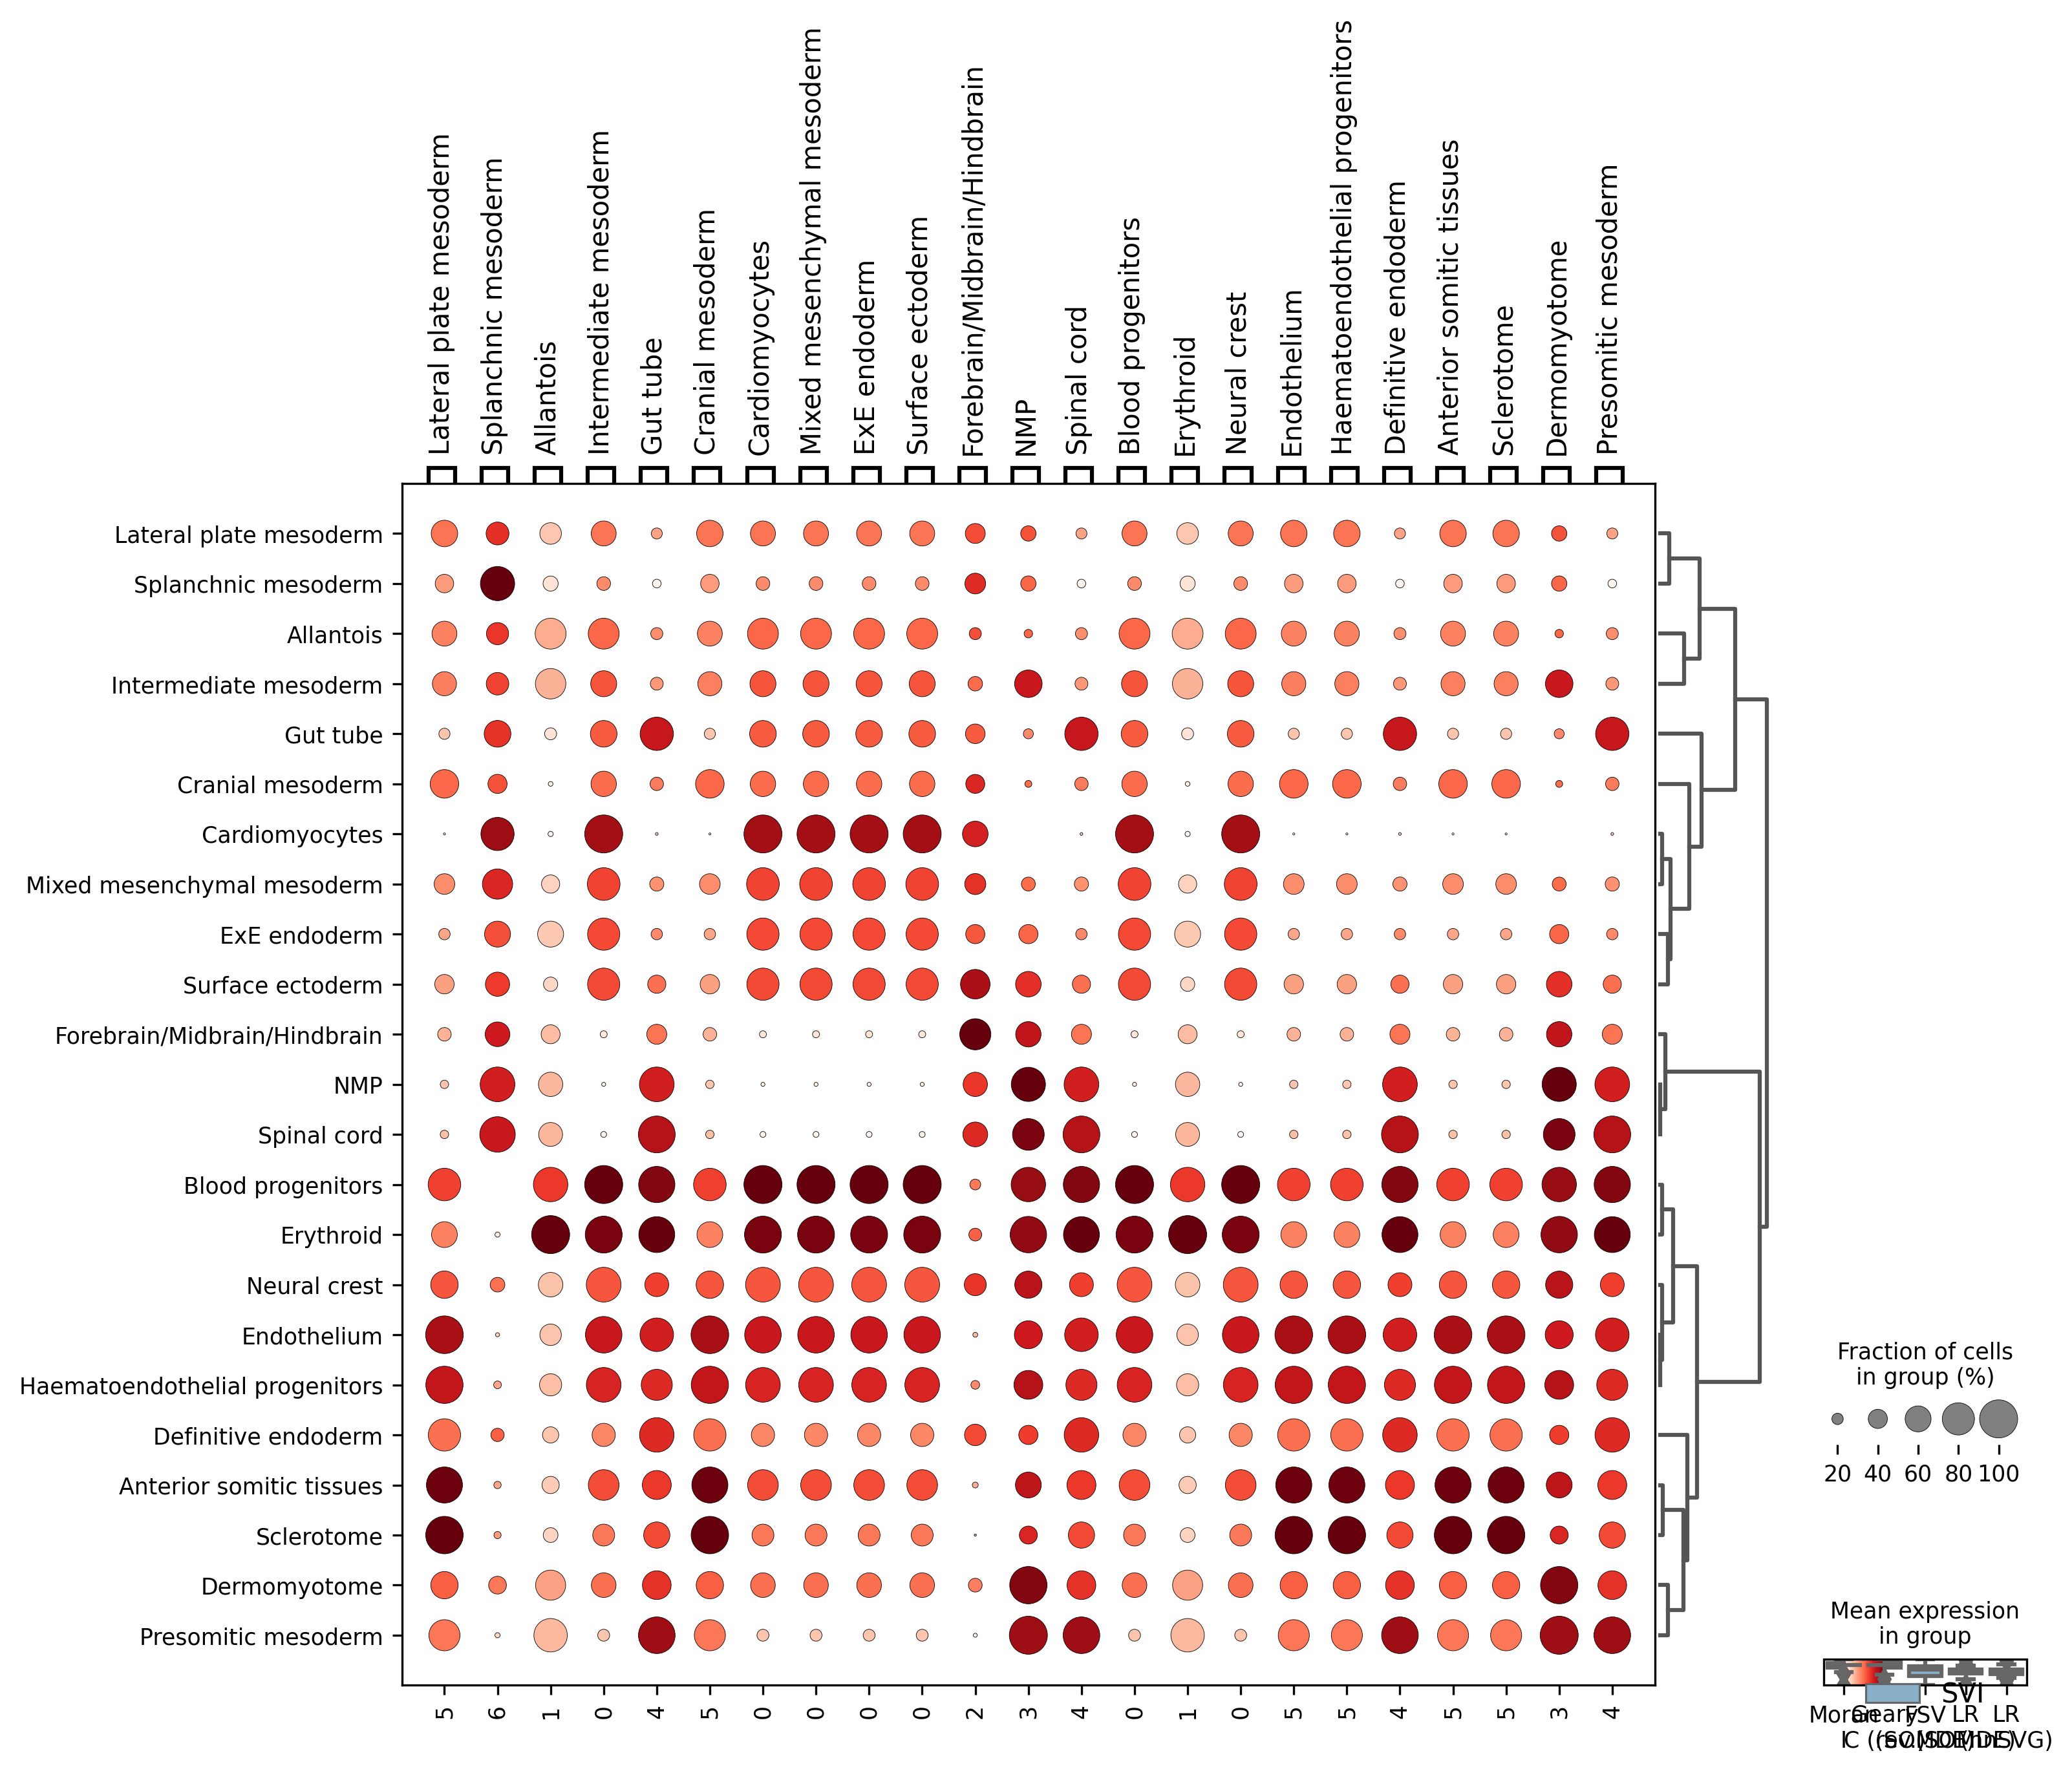 Lateral plate mesoderm
Splanchnic mesoderm
Allantois
Intermediate mesoderm
Gut tube
Cranial mesoderm
Cardiomyocytes
Mixed mesenchymal mesoderm
ExE endoderm
Surface ectoderm
Forebrain/Midbrain/Hindbrain
NMP
Spinal cord
Blood progenitors
Erythroid
Neural crest
Endothelium
Haematoendothelial progenitors
Definitive endoderm
Anterior somitic tissues
Sclerotome
Dermomyotome
Presomitic mesoderm
Lateral plate mesoderm
Splanchnic mesoderm
Allantois
Intermediate mesoderm
Gut tube
Cranial mesoderm
Cardiomyocytes
Mixed mesenchymal mesoderm
ExE endoderm
Surface ectoderm
Forebrain/Midbrain/Hindbrain
NMP
Spinal cord
Blood progenitors
Erythroid
Neural crest
Endothelium
Haematoendothelial progenitors
Definitive endoderm
Anterior somitic tissues
Sclerotome
Dermomyotome
Presomitic mesoderm
5 6 1 0 4 5 0 0 0 0 2 3 4 0 1 0 5 5 4 5 5 3 4
Fraction of cells
in group (%)
20 40 60 80 100
Mean expression
in group
SVI
Moran Geary FSV LR LR